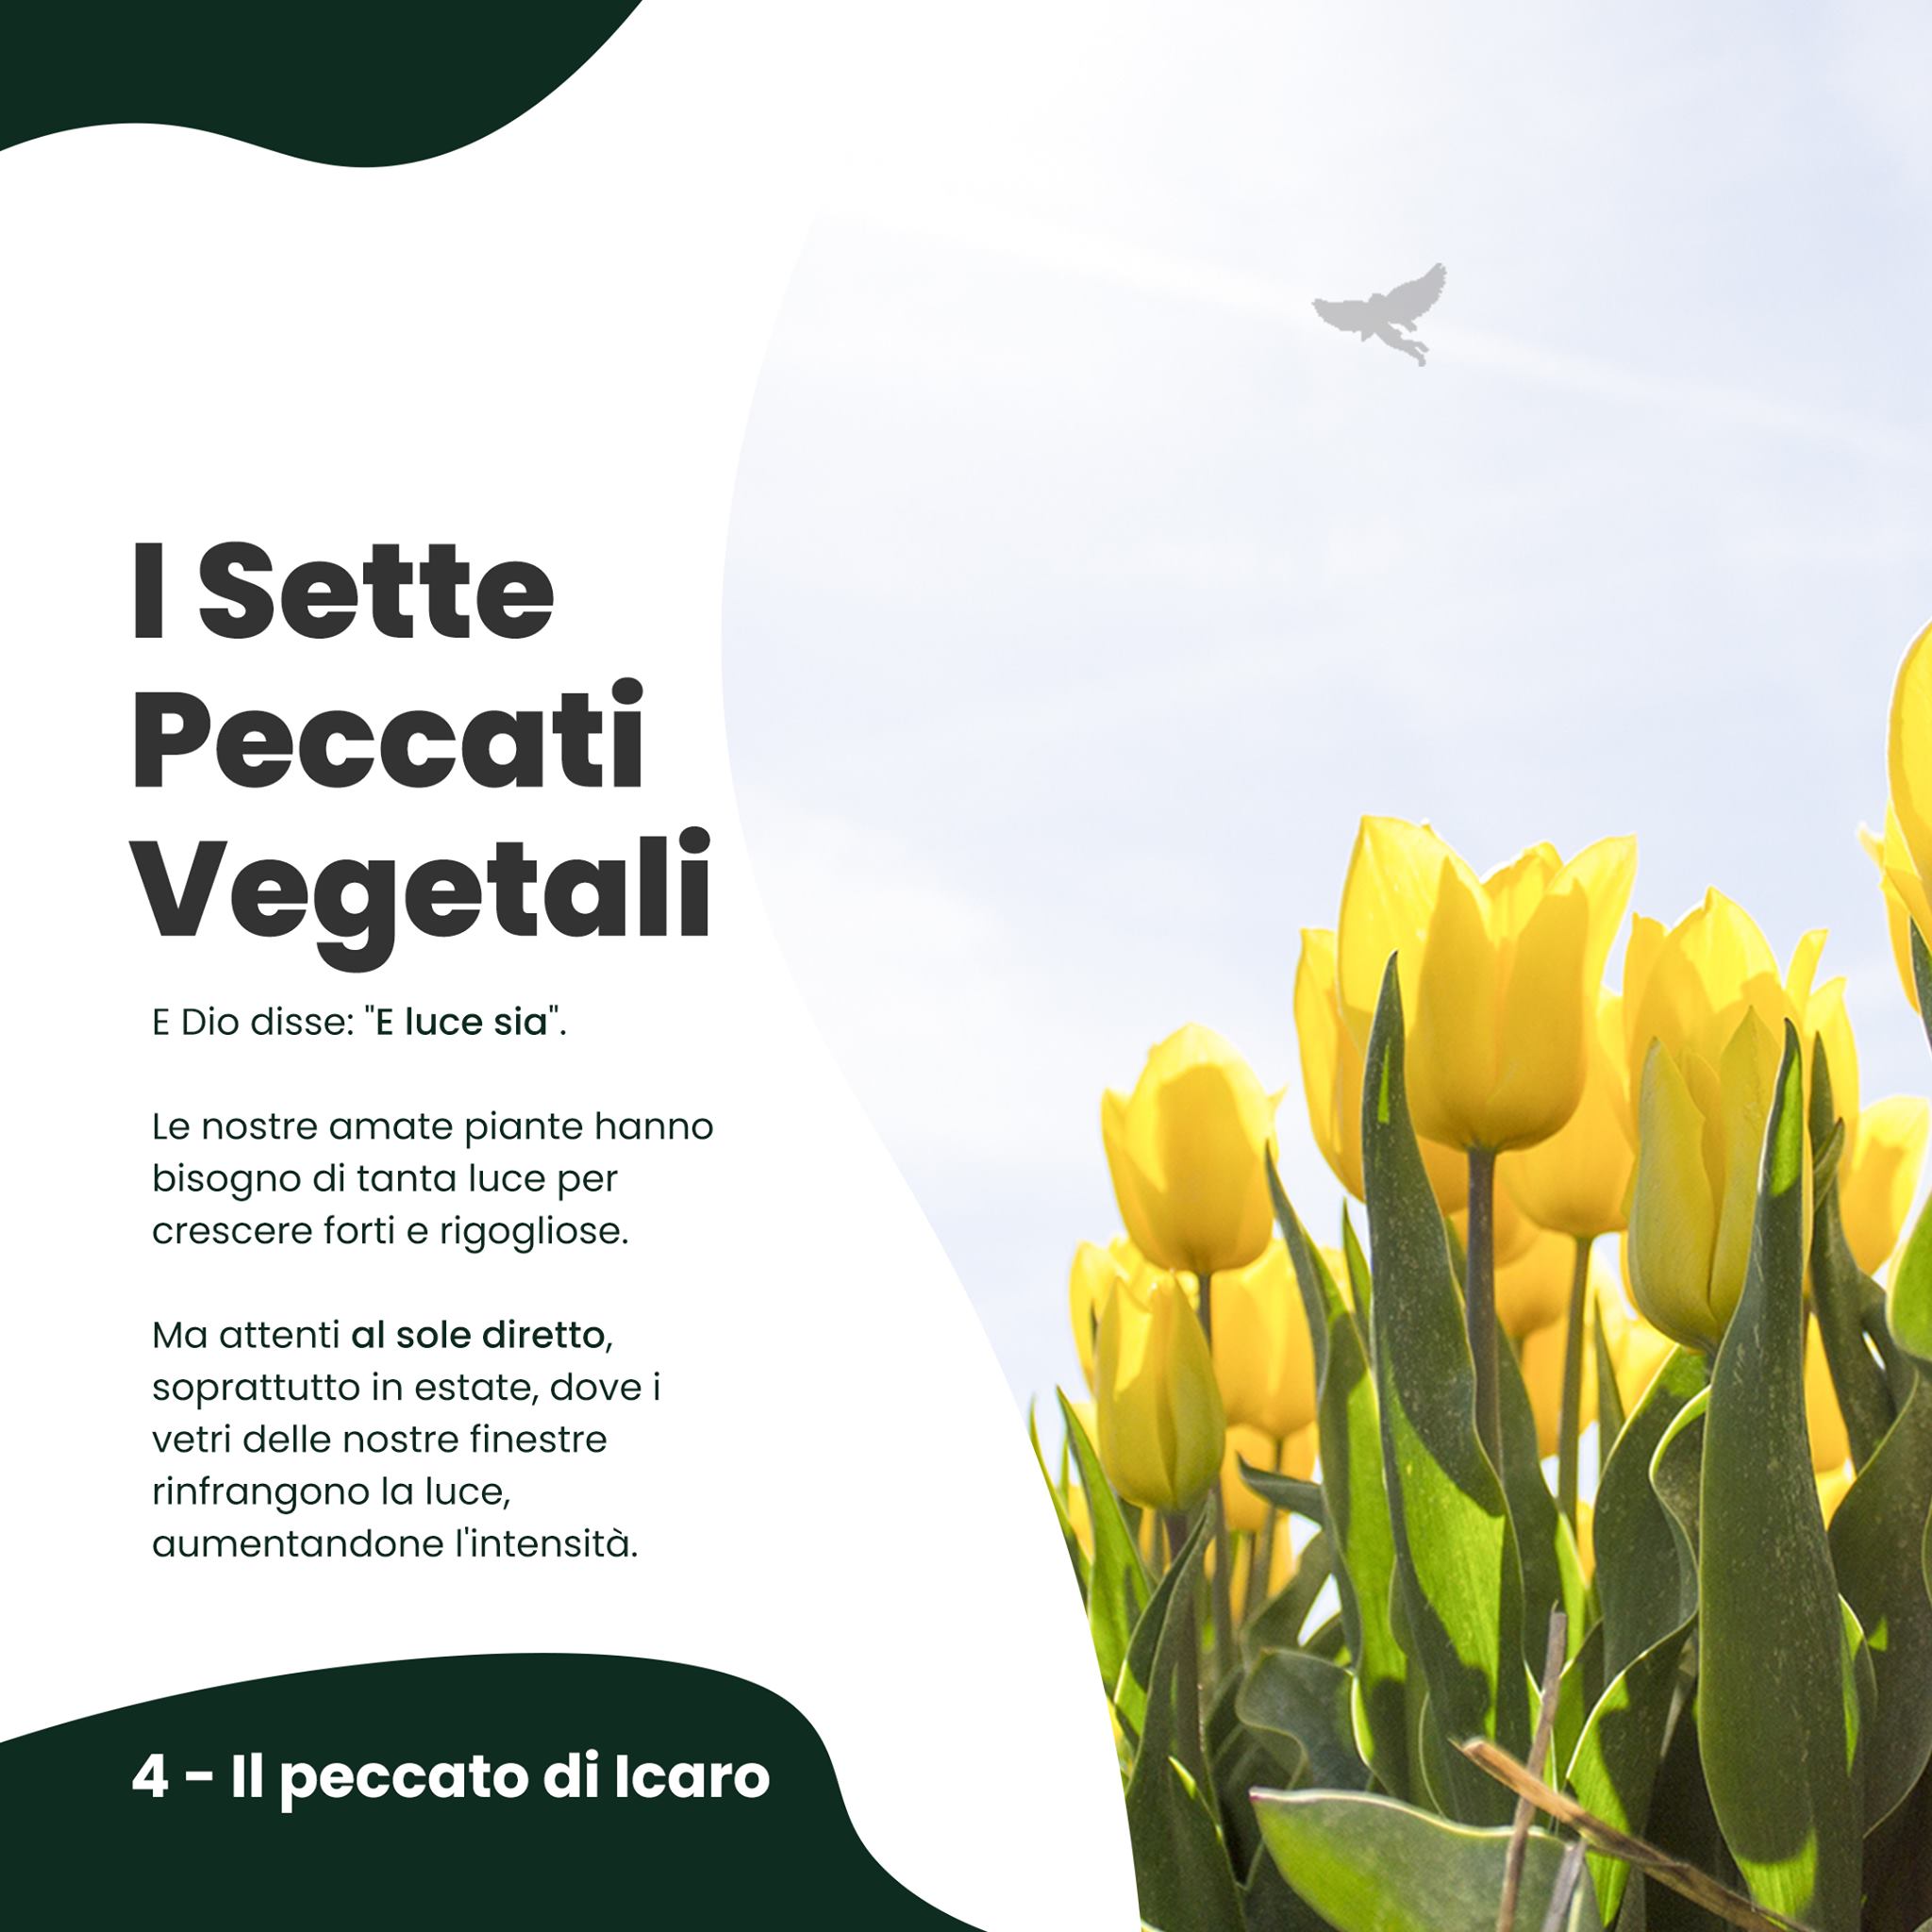 I Sette
Peccati
Vegetali
E Dio disse: "E luce sia".
Le nostre amate piante hanno
bisogno di tanta luce per
crescere forti e rigogliose.
Ma attenti al sole diretto,
soprattutto in estate, dove i
vetri delle nostre finestre
rinfrangono la luce,
aumentandone l'intensità.
4 - Il peccato di Icaro